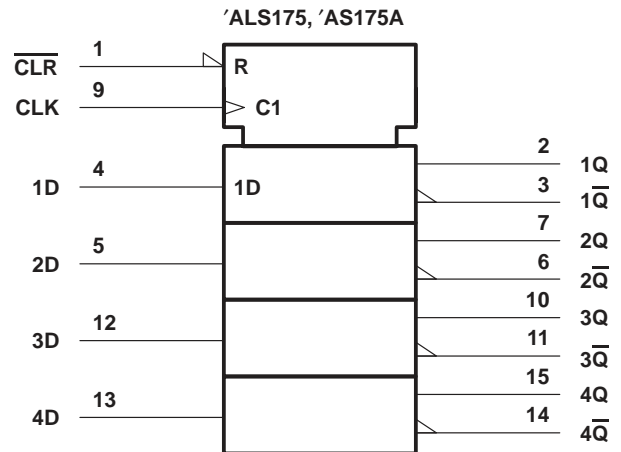 ′ALS175, ′AS175A
C̅L̅R̅ 1 R
CLK 9 C1
1D 4 1D
2 1Q
3 1Q̅
2D 5
7 2Q
6 2Q̅
3D 12
10 3Q
11 3Q̅
4D 13
15 4Q
14 4Q̅